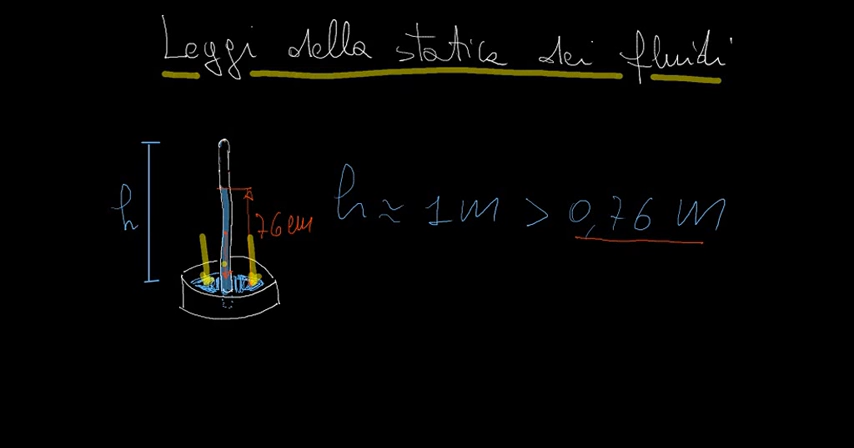 Leggi della statica dei fluidi
h
76 cm
h ≃ 1 m > 0,76 m